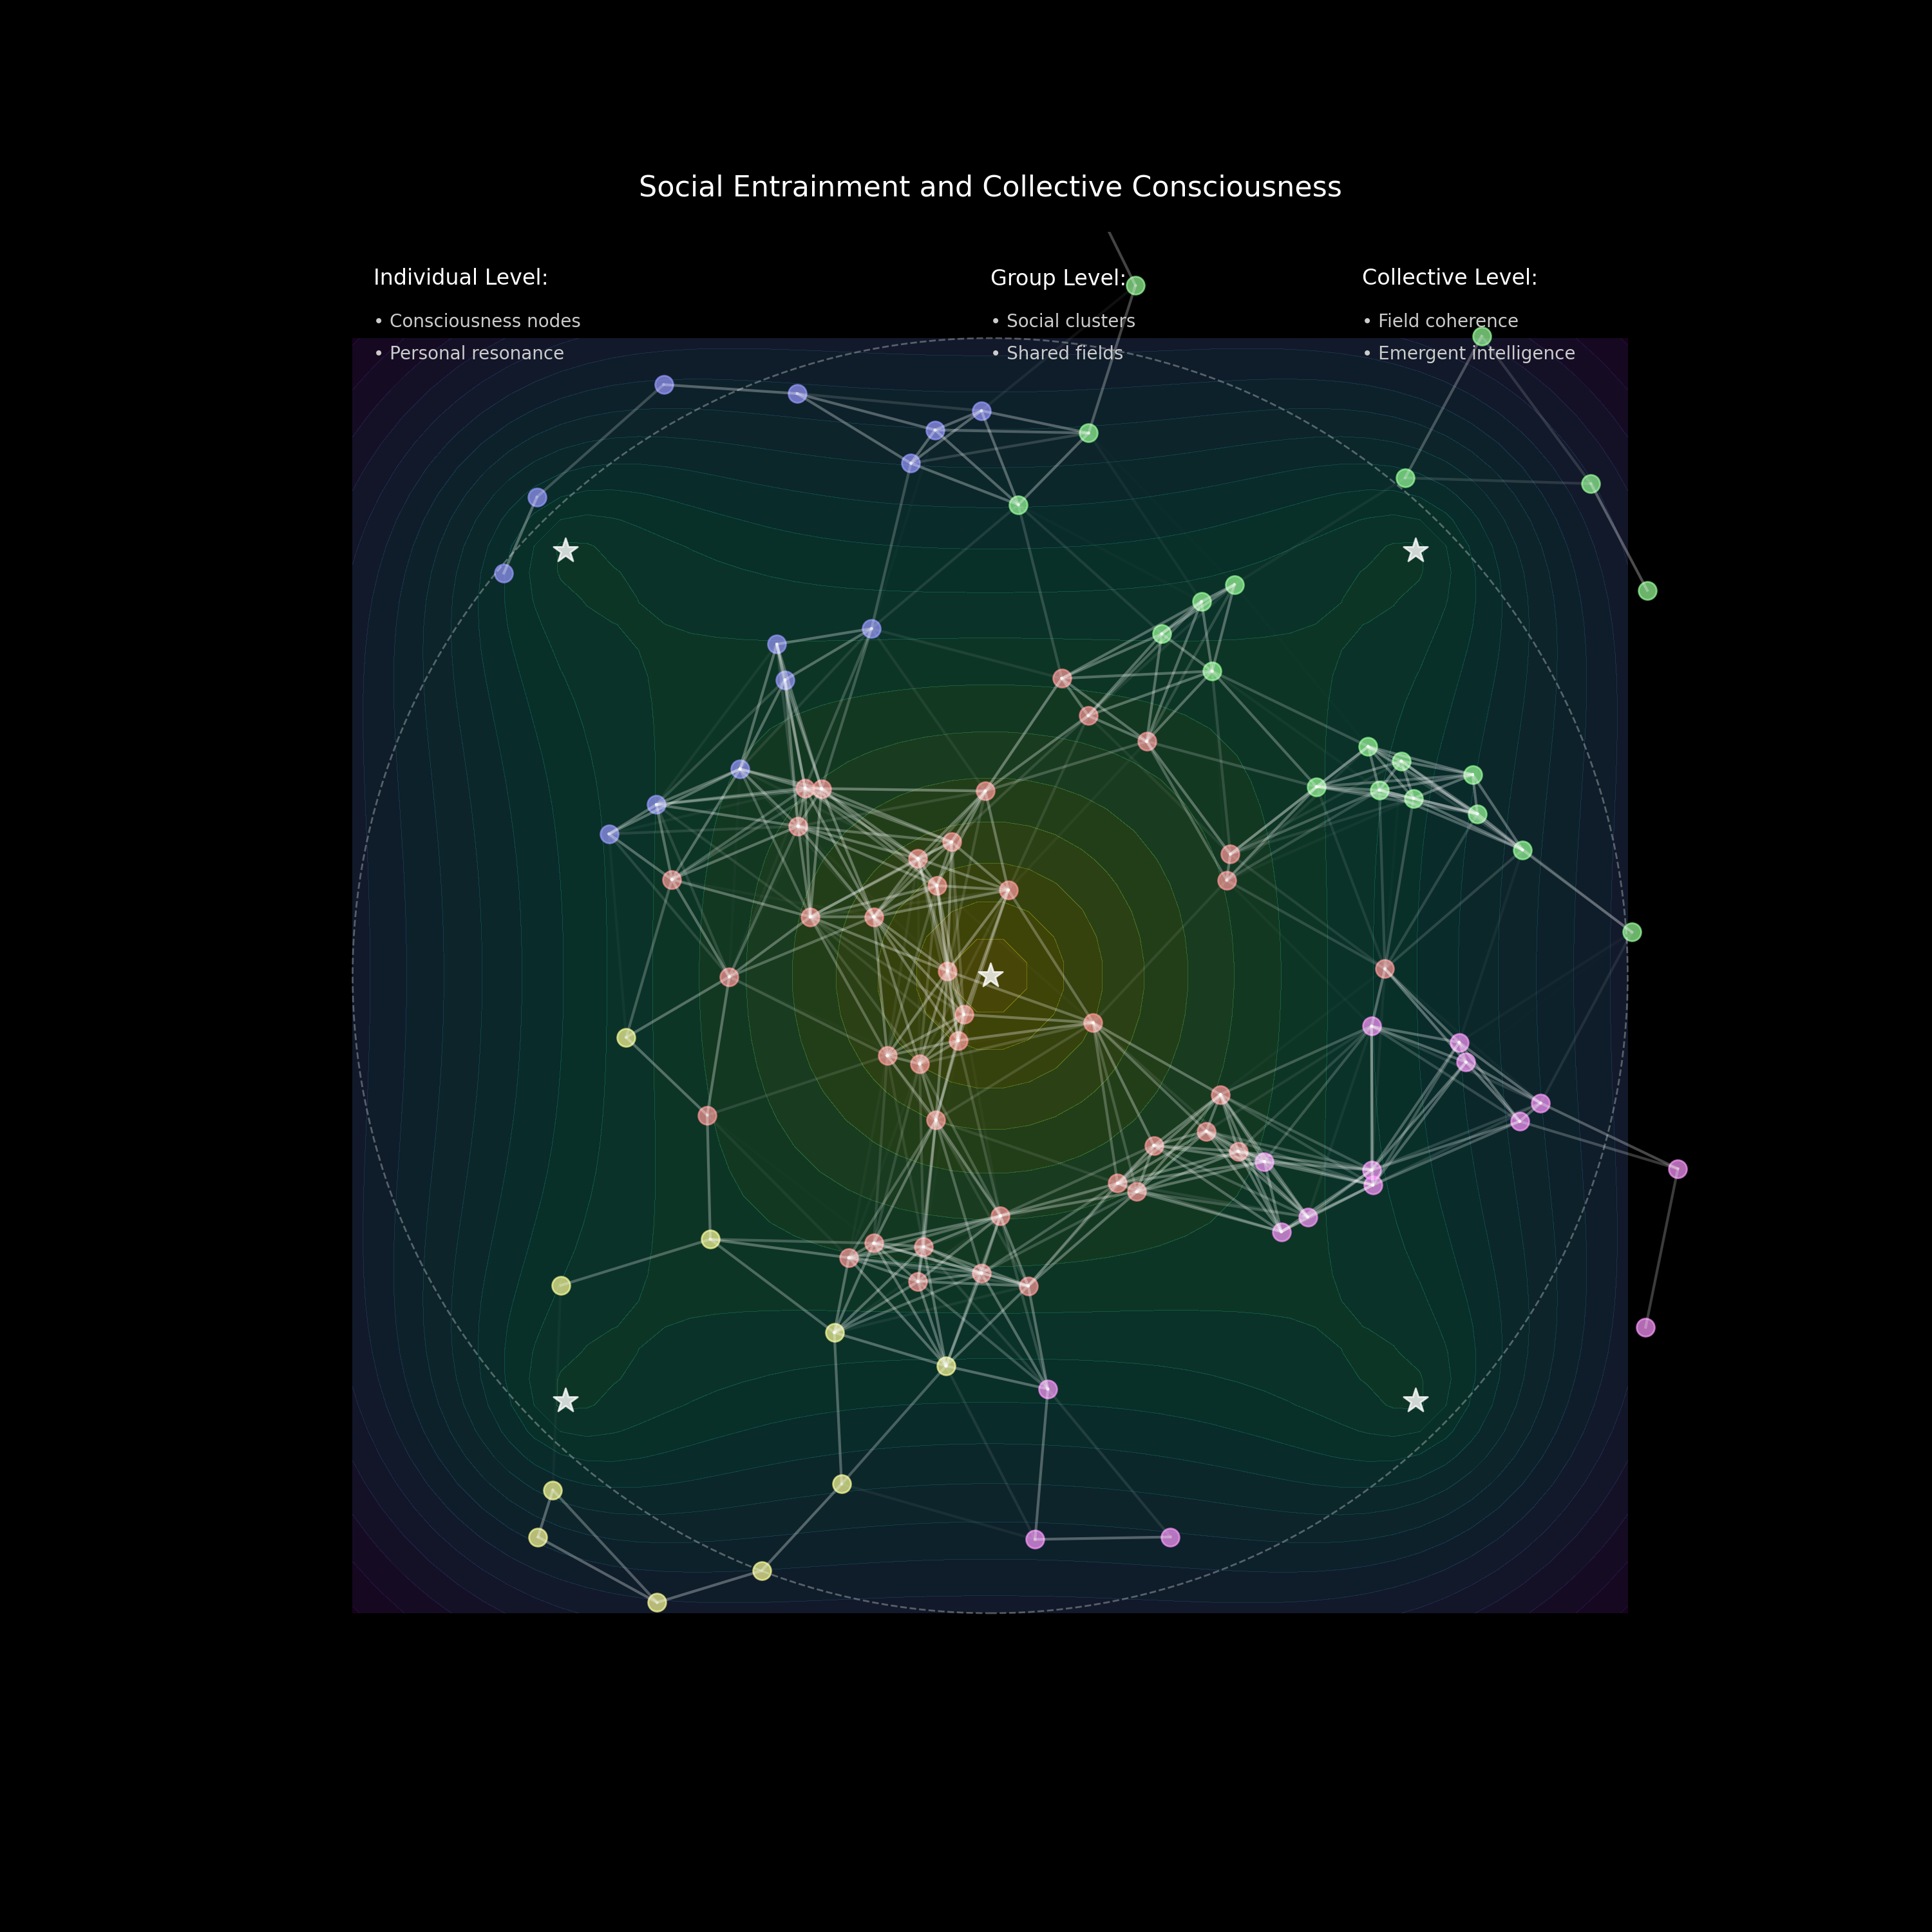 Social Entrainment and Collective Consciousness
Individual Level:
• Consciousness nodes
• Personal resonance
Group Level:
• Social clusters
• Shared fields
Collective Level:
• Field coherence
• Emergent intelligence